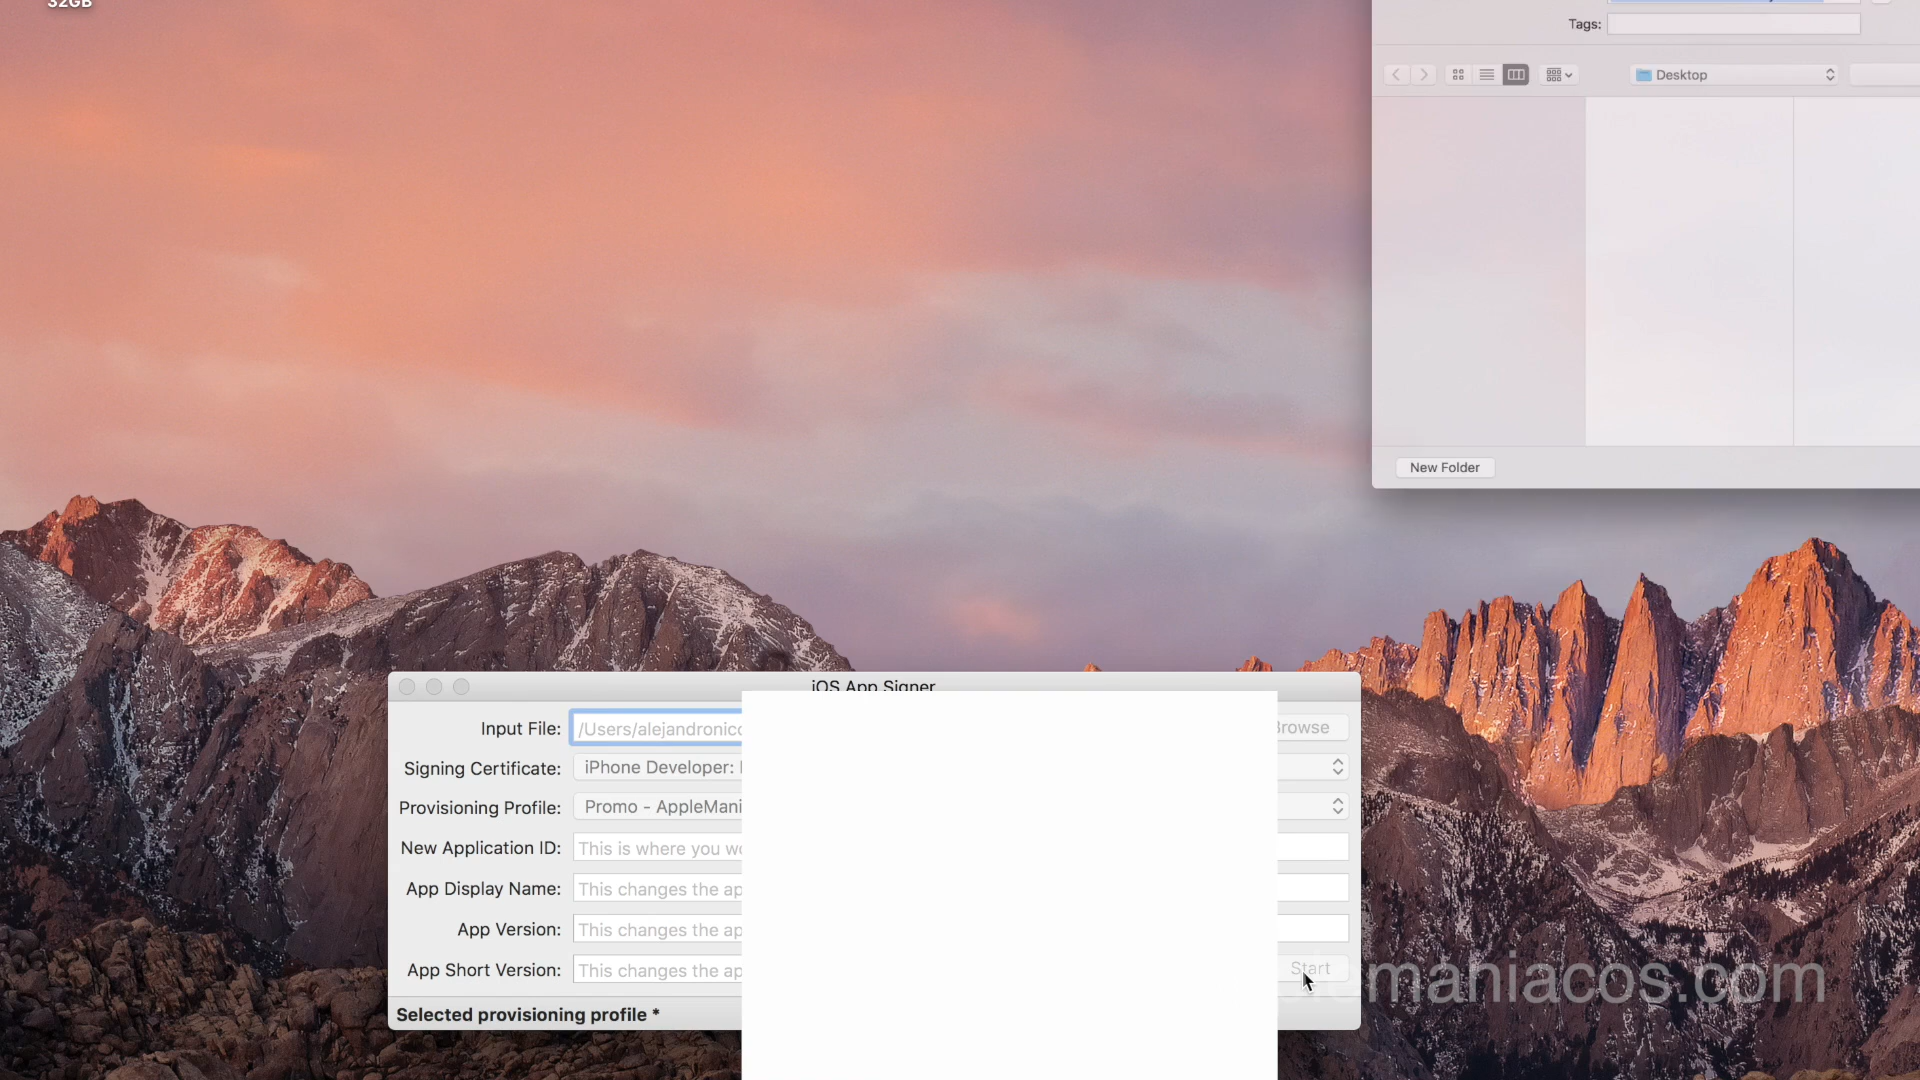 32GB
Tags:
Desktop
New Folder
iOS App Signer
Input File: /Users/alejandronico
Browse
Signing Certificate: iPhone Developer:
Provisioning Profile: Promo - AppleMani
New Application ID: This is where you wo
App Display Name: This changes the ap
App Version: This changes the ap
App Short Version: This changes the ap
Start
maniacos.com
Selected provisioning profile *